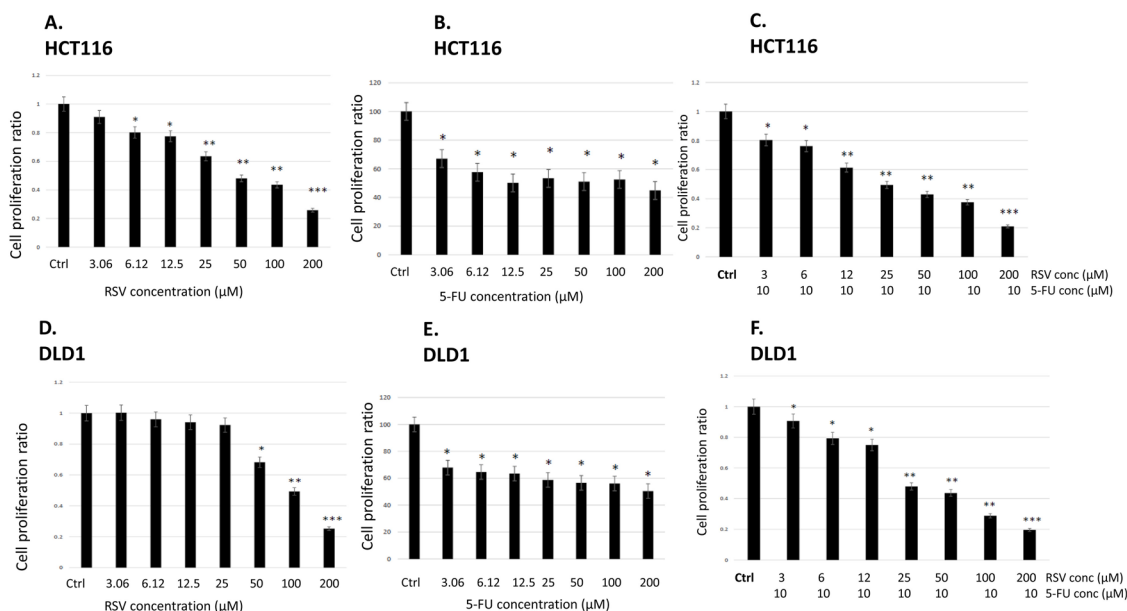 A.
HCT116
Cell proliferation ratio
1.2
1
0.8
0.6
0.4
0.2
0
*
*
**
**
**
***
Ctrl 3.06 6.12 12.5 25 50 100 200
RSV concentration (µM)
B.
HCT116
Cell proliferation ratio
120
100
80
60
40
20
0
*
*
*
*
*
*
*
Ctrl 3.06 6.12 12.5 25 50 100 200
5-FU concentration (µM)
C.
HCT116
Cell proliferation ratio
1.2
1
0.8
0.6
0.4
0.2
0
*
*
**
**
**
**
***
Ctrl 3 6 12 25 50 100 200 RSV conc (µM)
10 10 10 10 10 10 10 5-FU conc (µM)
D.
DLD1
Cell proliferation ratio
1.2
1
0.8
0.6
0.4
0.2
0
*
**
***
Ctrl 3.06 6.12 12.5 25 50 100 200
RSV concentration (µM)
E.
DLD1
Cell proliferation ratio
120
100
80
60
40
20
0
*
*
*
*
*
*
*
Ctrl 3.06 6.12 12.5 25 50 100 200
5-FU concentration (µM)
F.
DLD1
Cell proliferation ratio
1.2
1
0.8
0.6
0.4
0.2
0
*
*
*
**
**
**
***
Ctrl 3 6 12 25 50 100 200 RSV conc (µM)
10 10 10 10 10 10 10 5-FU conc (µM)